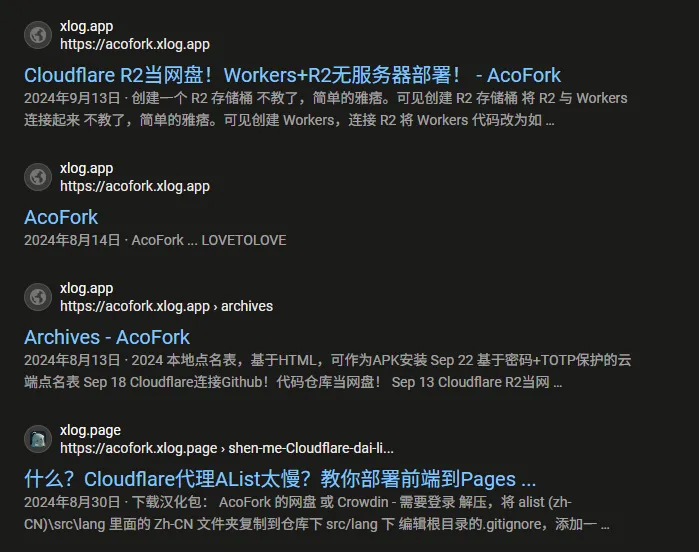 xlog.app
https://acofork.xlog.app
Cloudflare R2当网盘！Workers+R2无服务器部署！ - AcoFork
2024年9月13日 · 创建一个 R2 存储桶 不教了，简单的雅痞。可见创建 R2 存储桶 将 R2 与 Workers
连接起来 不教了，简单的雅痞。可见创建 Workers，连接 R2 将 Workers 代码改为如 …
xlog.app
https://acofork.xlog.app
AcoFork
2024年8月14日 · AcoFork ... LOVETOLOVE
xlog.app
https://acofork.xlog.app › archives
Archives - AcoFork
2024年8月13日 · 2024 本地点名表，基于HTML，可作为APK安装 Sep 22 基于密码+TOTP保护的云
端点名表 Sep 18 Cloudflare连接Github！代码仓库当网盘！ Sep 13 Cloudflare R2当网 …
xlog.page
https://acofork.xlog.page › shen-me-Cloudflare-dai-li...
什么？Cloudflare代理AList太慢？教你部署前端到Pages ...
2024年8月30日 · 下载汉化包： AcoFork 的网盘 或 Crowdin - 需要登录 解压，将 alist (zh-
CN)\src\lang 里面的 Zh-CN 文件夹复制到仓库下 src/lang 下 编辑根目录的.gitignore，添加一 …